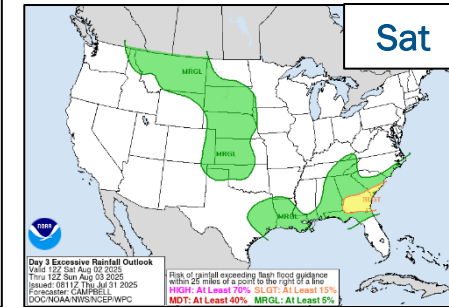 Sat
MRGL
MRGL
MRGL
SLGT
noaa
Day 3 Excessive Rainfall Outlook
Valid 12Z Sat Aug 02 2025
Thru 12Z Sun Aug 03 2025
Issued: 0811Z Thu Jul 31 2025
Forecaster: CAMPBELL
DOC/NOAA/NWS/NCEP/WPC
Risk of rainfall exceeding flash flood guidance
within 25 miles of a point to the right of a line
HIGH: At Least 70% SLGT: At Least 15%
MDT: At Least 40% MRGL: At Least 5%